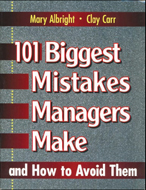 Mary Albright • Clay Carr
101 Biggest
Mistakes
Managers
Make
and How to Avoid Them